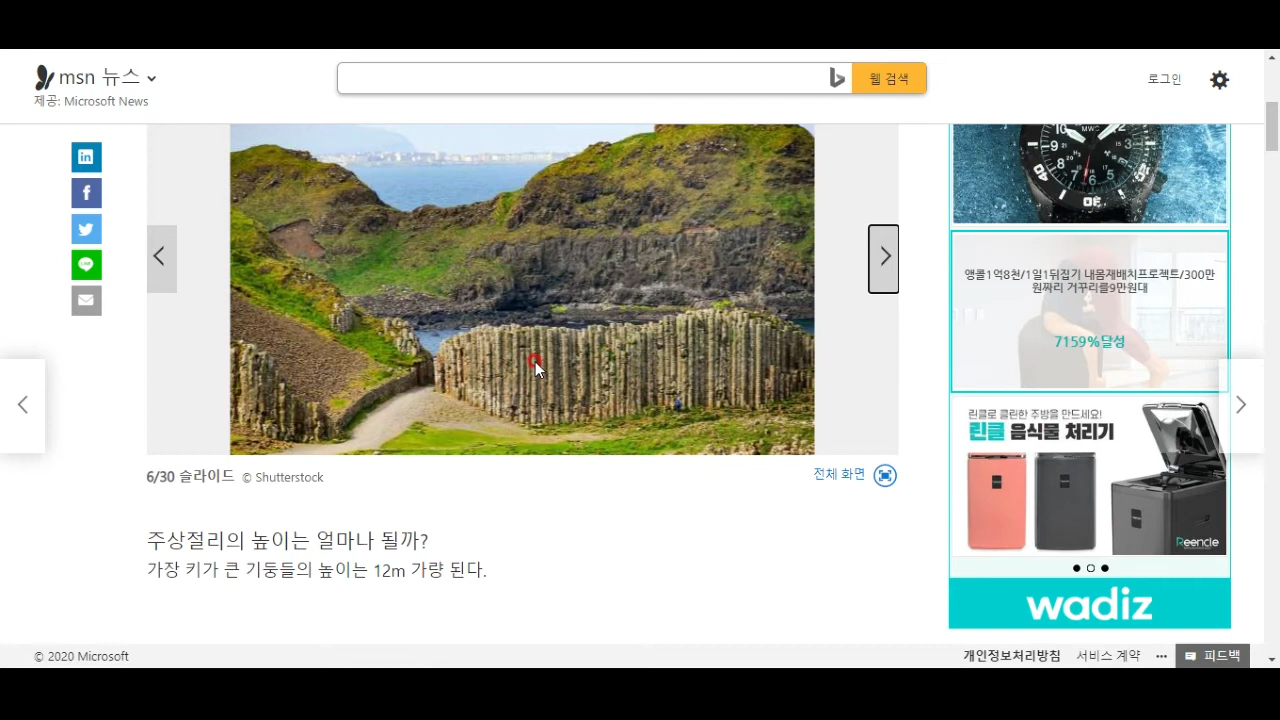 msn 뉴스
제공: Microsoft News
웹 검색
로그인
MWC
앵콜1억8천/1일1뒤집기 내몸재배치프로젝트/300만
원짜리 거꾸리를9만원대
7159%달성
린클로 클린한 주방을 만드세요!
린클 음식물 처리기
Reencle
wadiz
6/30 슬라이드 © Shutterstock
전체 화면
주상절리의 높이는 얼마나 될까?
가장 키가 큰 기둥들의 높이는 12m 가량 된다.
© 2020 Microsoft
개인정보처리방침 서비스 계약 ··· 피드백